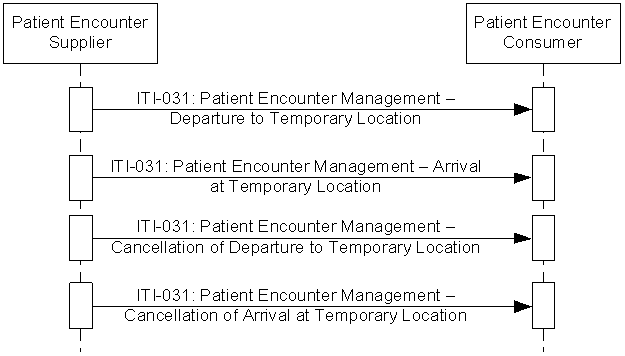 Patient Encounter
Supplier
Patient Encounter
Consumer
ITI-031: Patient Encounter Management –
Departure to Temporary Location
ITI-031: Patient Encounter Management – Arrival
at Temporary Location
ITI-031: Patient Encounter Management –
Cancellation of Departure to Temporary Location
ITI-031: Patient Encounter Management –
Cancellation of Arrival at Temporary Location